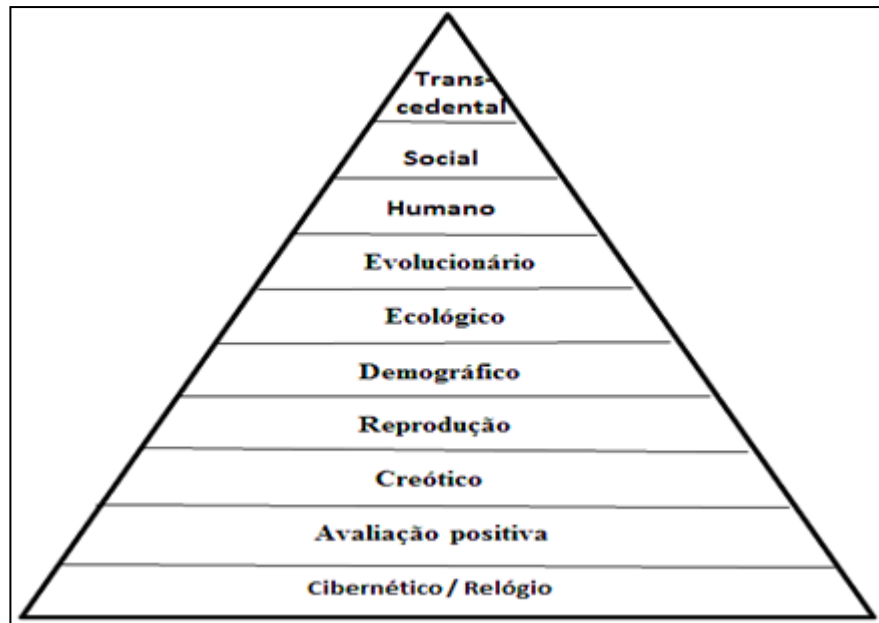 Trans-
cedental
Social
Humano
Evolucionário
Ecológico
Demográfico
Reprodução
Creótico
Avaliação positiva
Cibernético / Relógio